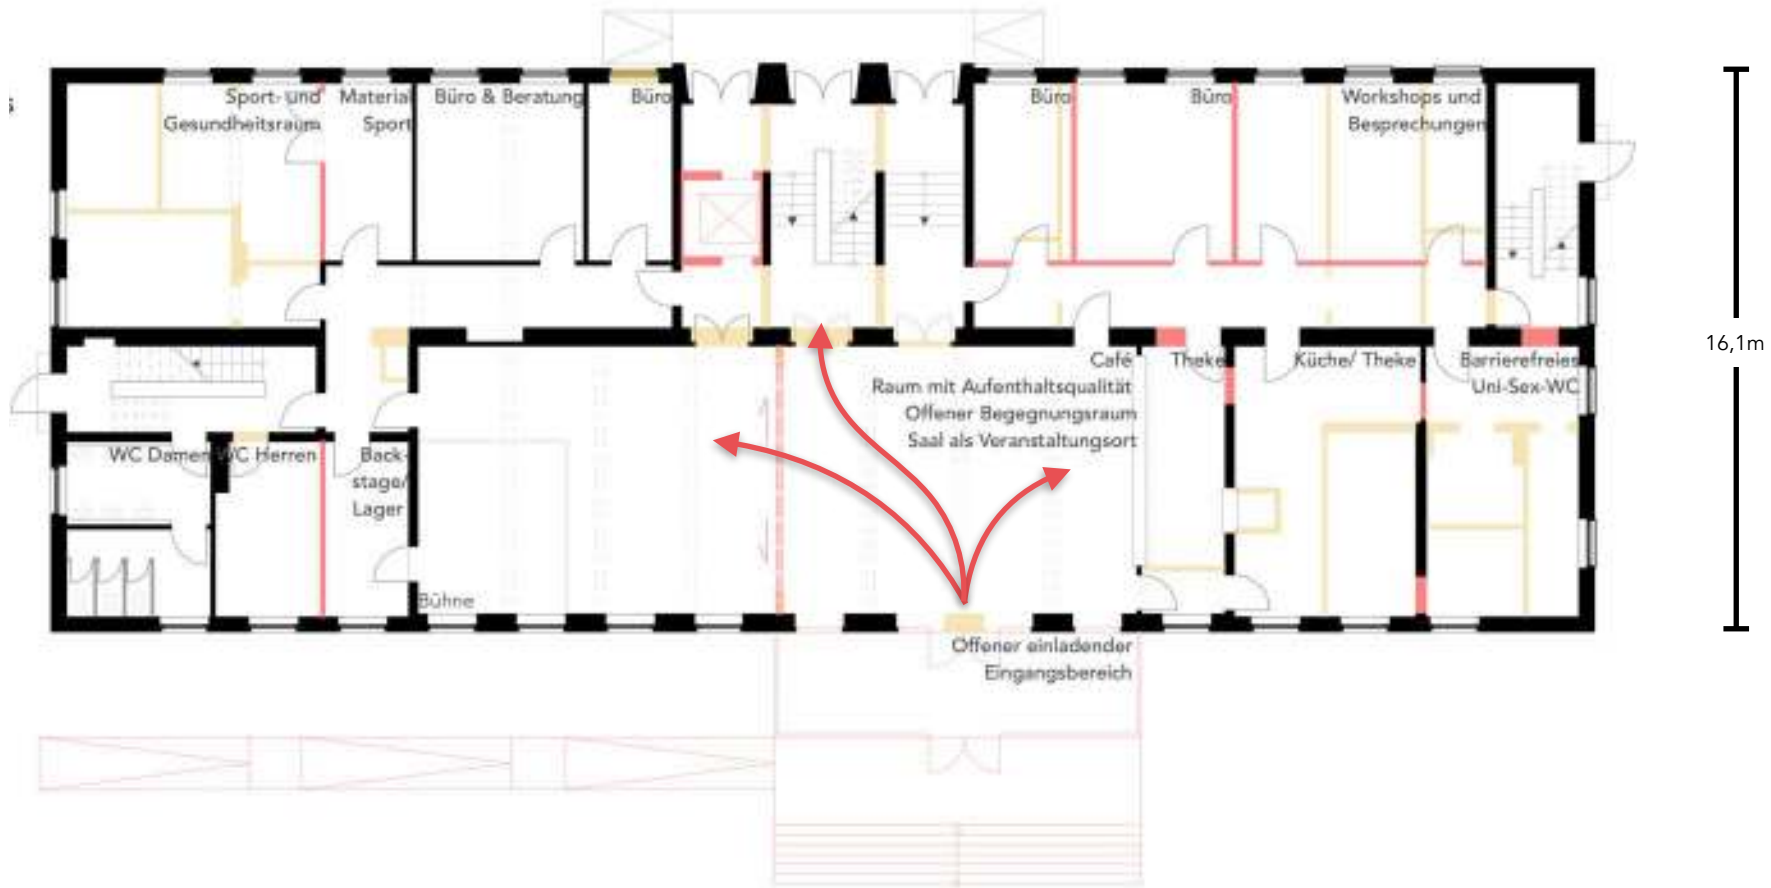 s
Sport- und
Gesundheitsraum
Material
Sport
Büro & Beratung
Büro
Büro
Büro
Workshops und
Besprechungen
16,1m
Café
Raum mit Aufenthaltsqualität
Offener Begegnungsraum
Saal als Veranstaltungsort
Theke
Küche/ Theke
Barrierefreies
Uni-Sex-WC
WC Damen
WC Herren
Back-
stage/
Lager
Bühne
Offener einladender
Eingangsbereich